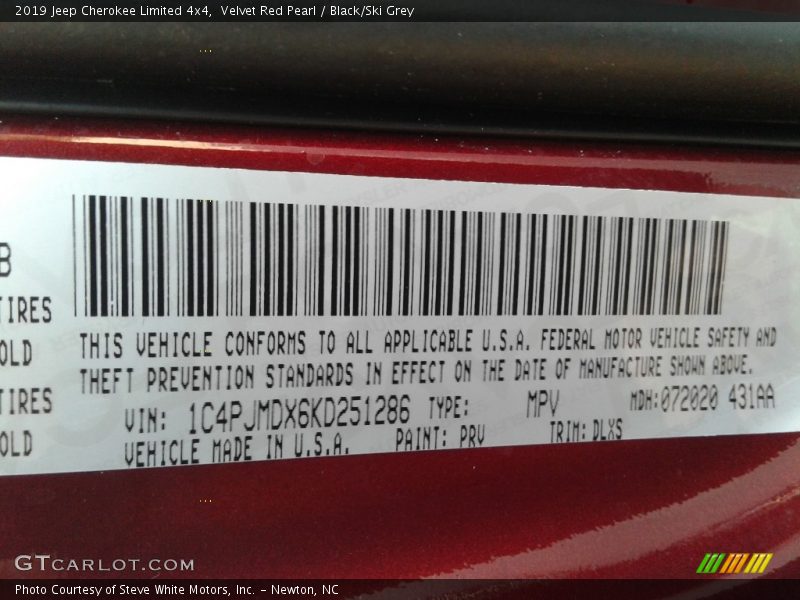 2019 Jeep Cherokee Limited 4x4,  Velvet Red Pearl / Black/Ski Grey
B
TIRES
OLD
TIRES
OLD
THIS VEHICLE CONFORMS TO ALL APPLICABLE U.S.A. FEDERAL MOTOR VEHICLE SAFETY AND
THEFT PREVENTION STANDARDS IN EFFECT ON THE DATE OF MANUFACTURE SHOWN ABOVE.
VIN: 1C4PJMDX6KD251286 TYPE: MPV MDH:072020 431AA
VEHICLE MADE IN U.S.A. PAINT: PRV TRIM: DLXS
GTCARLOT.COM
Photo Courtesy of Steve White Motors, Inc. – Newton, NC